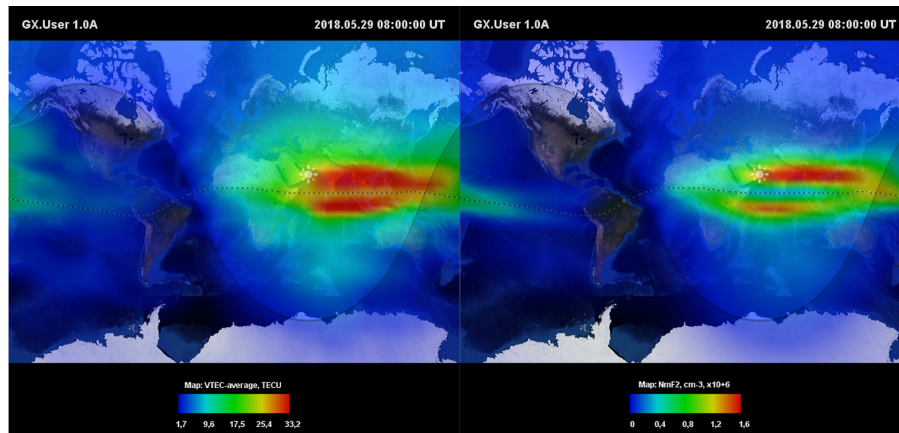 GX.User 1.0A 2018.05.29 08:00:00 UT
Map: VTEC-average, TECU
1,7 9,6 17,5 25,4 33,2
GX.User 1.0A 2018.05.29 08:00:00 UT
Map: NmF2, cm-3, x10+6
0 0,4 0,8 1,2 1,6